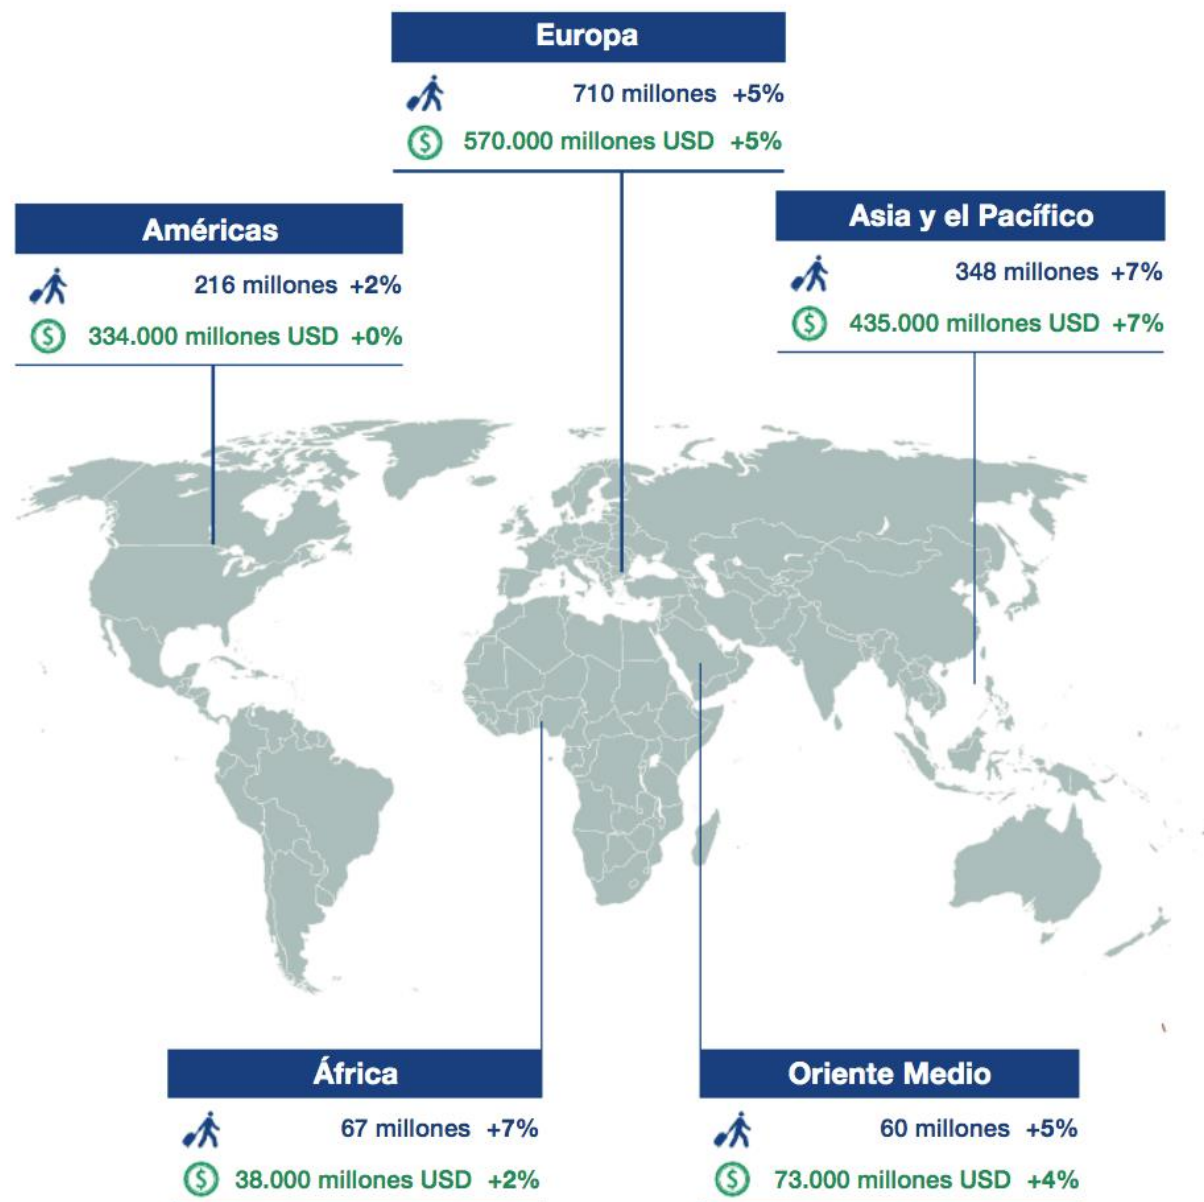 Europa
710 millones +5%
570.000 millones USD +5%
Américas
216 millones +2%
334.000 millones USD +0%
Asia y el Pacífico
348 millones +7%
435.000 millones USD +7%
África
67 millones +7%
38.000 millones USD +2%
Oriente Medio
60 millones +5%
73.000 millones USD +4%